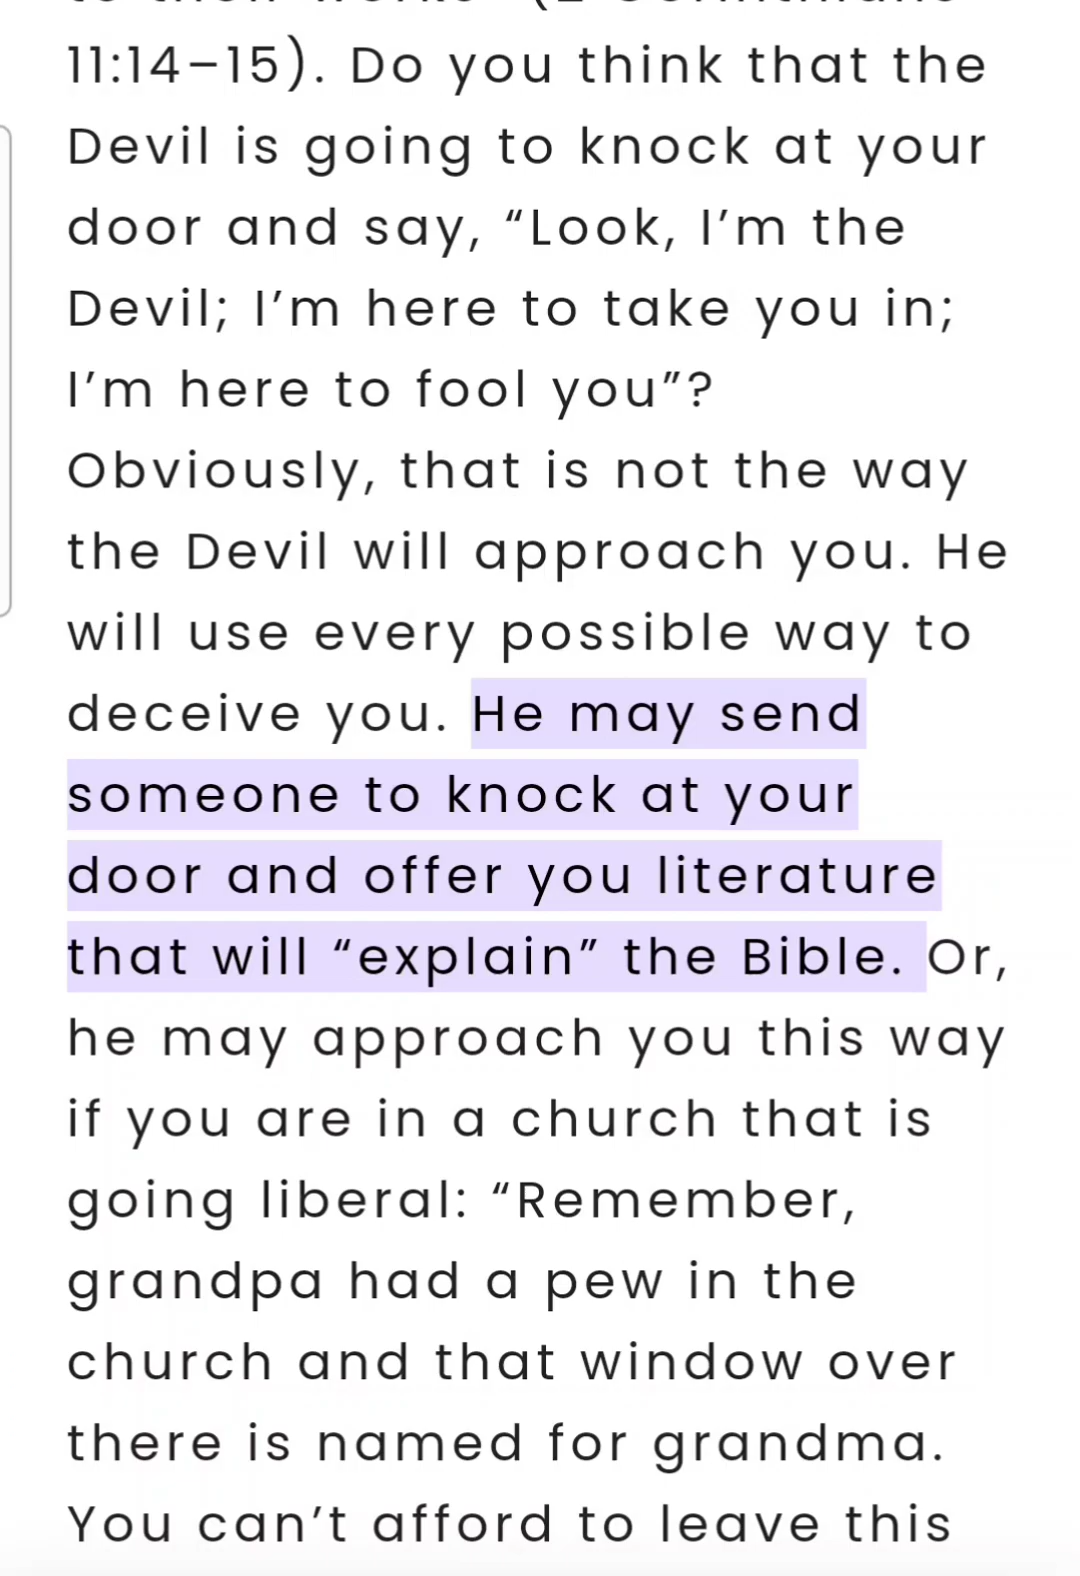 11:14–15). Do you think that the
Devil is going to knock at your
door and say, “Look, I’m the
Devil; I’m here to take you in;
I’m here to fool you”?
Obviously, that is not the way
the Devil will approach you. He
will use every possible way to
deceive you. He may send
someone to knock at your
door and offer you literature
that will “explain” the Bible. Or,
he may approach you this way
if you are in a church that is
going liberal: “Remember,
grandpa had a pew in the
church and that window over
there is named for grandma.
You can’t afford to leave this